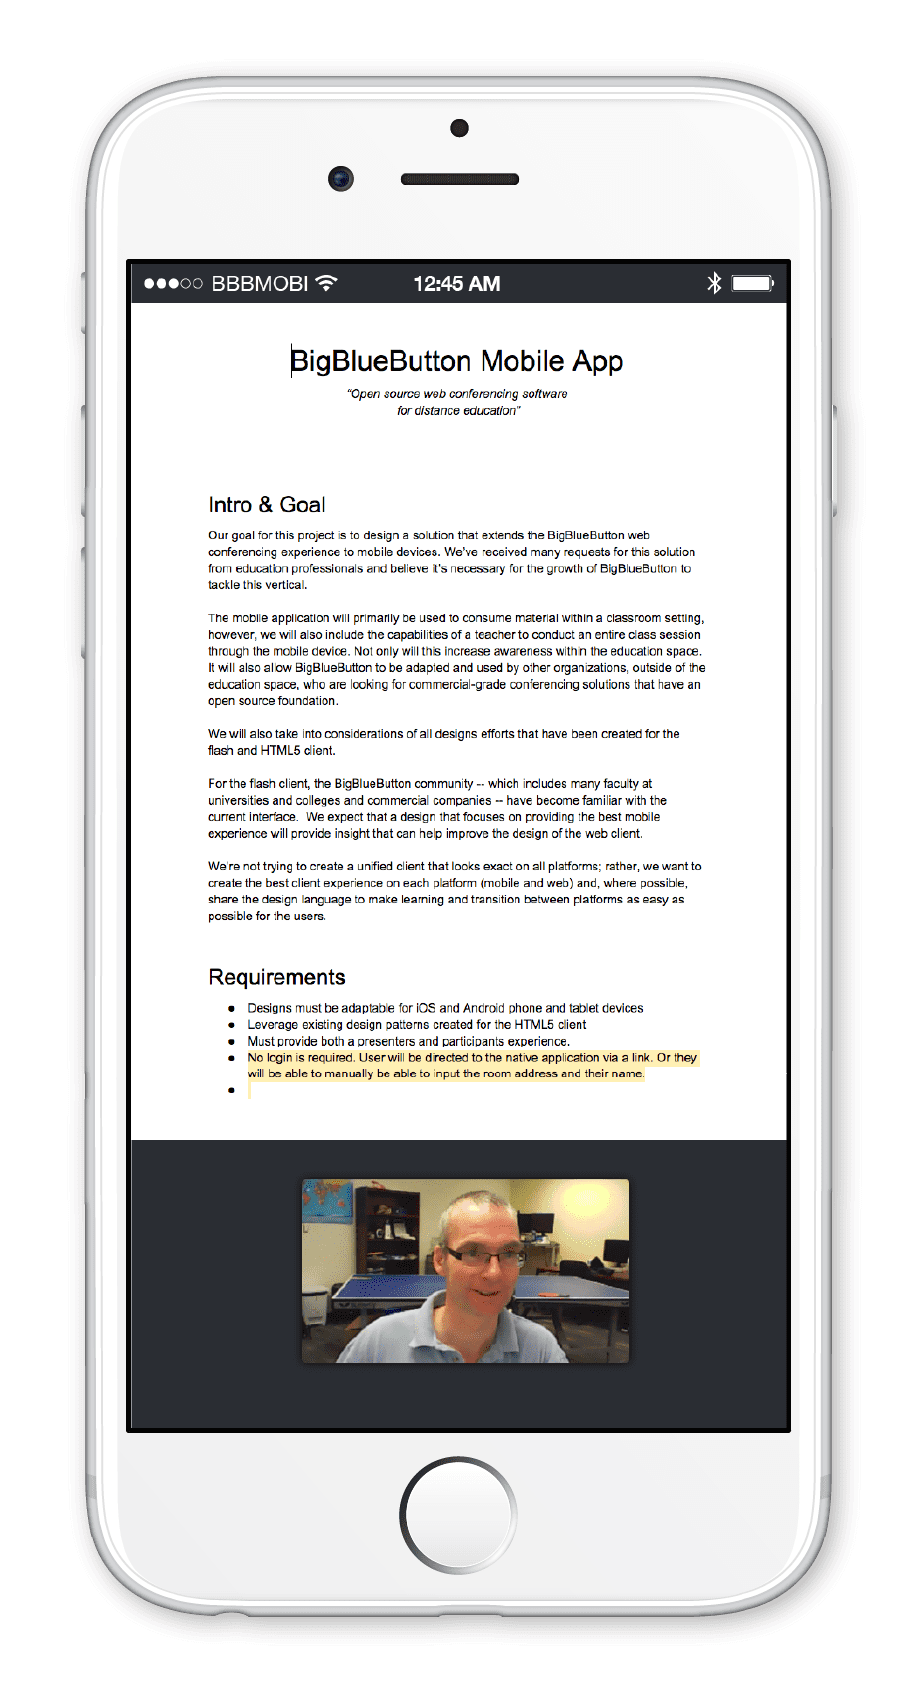 BBBMOBI 12:45 AM
BigBlueButton Mobile App
"Open source web conferencing software
for distance education"
Intro & Goal
Our goal for this project is to design a solution that extends the BigBlueButton web
conferencing experience to mobile devices. We've received many requests for this solution
from education professionals and believe it's necessary for the growth of BigBlueButton to
tackle this vertical.
The mobile application will primarily be used to consume material within a classroom setting,
however, we will also include the capabilities of a teacher to conduct an entire class session
through the mobile device. Not only will this increase awareness within the education space.
It will also allow BigBlueButton to be adapted and used by other organizations, outside of the
education space, who are looking for commercial-grade conferencing solutions that have an
open source foundation.
We will also take into considerations of all designs efforts that have been created for the
flash and HTML5 client.
For the flash client, the BigBlueButton community -- which includes many faculty at
universities and colleges and commercial companies -- have become familiar with the
current interface. We expect that a design that focuses on providing the best mobile
experience will provide insight that can help improve the design of the web client.
We're not trying to create a unified client that looks exact on all platforms; rather, we want to
create the best client experience on each platform (mobile and web) and, where possible,
share the design language to make learning and transition between platforms as easy as
possible for the users.
Requirements
● Designs must be adaptable for iOS and Android phone and tablet devices
● Leverage existing design patterns created for the HTML5 client
● Must provide both a presenters and participants experience.
● No login is required. User will be directed to the native application via a link. Or they
will be able to manually be able to input the room address and their name.
●